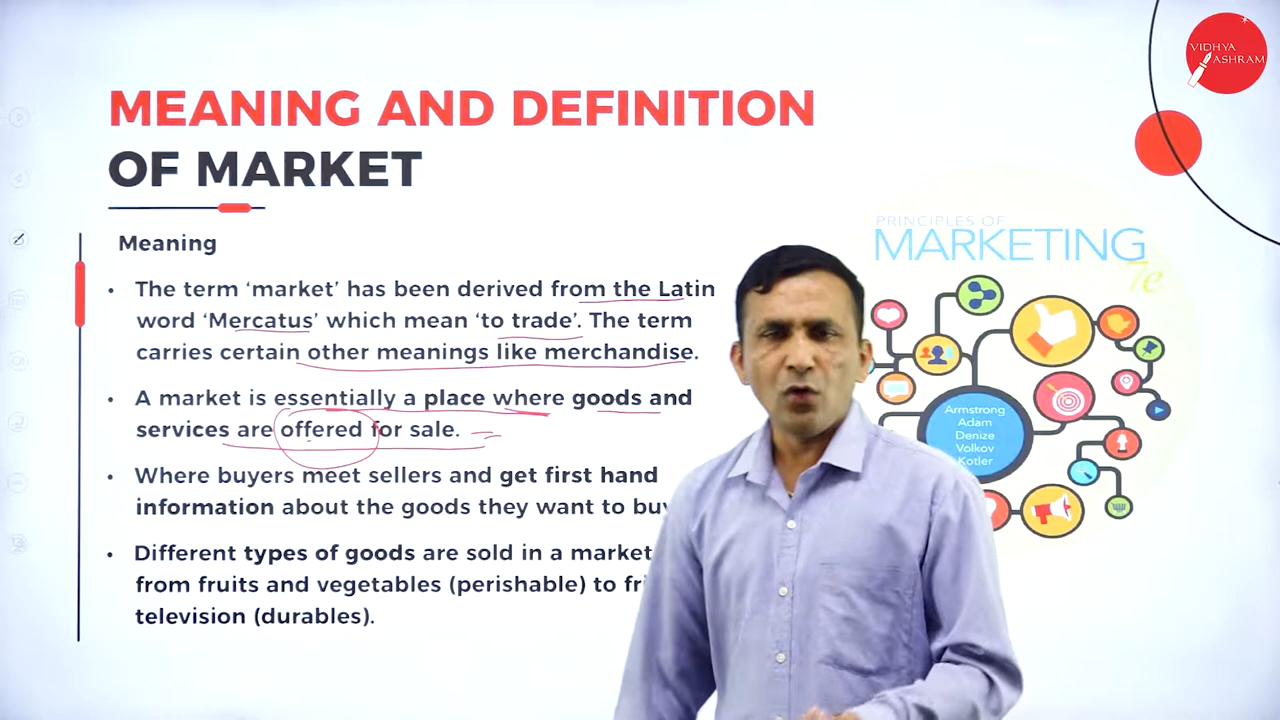 VIDHYA
ASHRAM
MEANING AND DEFINITION
OF MARKET
Meaning
• The term ‘market’ has been derived from the Latin
word ‘Mercatus’ which mean ‘to trade’. The term
carries certain other meanings like merchandise.
• A market is essentially a place where goods and
services are offered for sale.
• Where buyers meet sellers and get first hand
information about the goods they want to buy
• Different types of goods are sold in a market
from fruits and vegetables (perishable) to
television (durables).
PRINCIPLES OF
MARKETING
7e
Armstrong
Adam
Denize
Volkov
Kotler